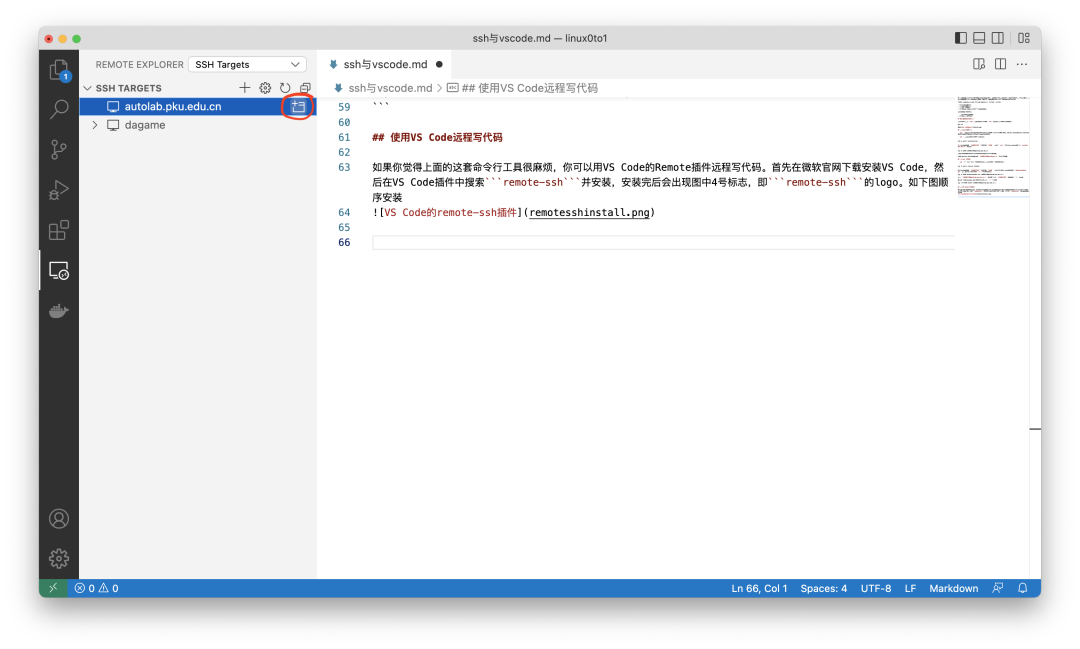 ssh与vscode.md — linux0to1
REMOTE EXPLORER
SSH Targets
ssh与vscode.md
SSH TARGETS
ssh与vscode.md > ## 使用VS Code远程写代码
autolab.pku.edu.cn
dagame
1
59 ```
60
61 ## 使用VS Code远程写代码
62
63 如果你觉得上面的这套命令行工具很麻烦，你可以用VS Code的Remote插件远程写代码。首先在微软官网下载安装VS Code，然
后在VS Code插件中搜索```remote-ssh```并安装，安装完后会出现图中4号标志，即```remote-ssh```的logo。如下图顺
序安装
64 ![VS Code的remote-ssh插件](remotesshinstall.png)
65
66
0 0
Ln 66, Col 1 Spaces: 4 UTF-8 LF Markdown